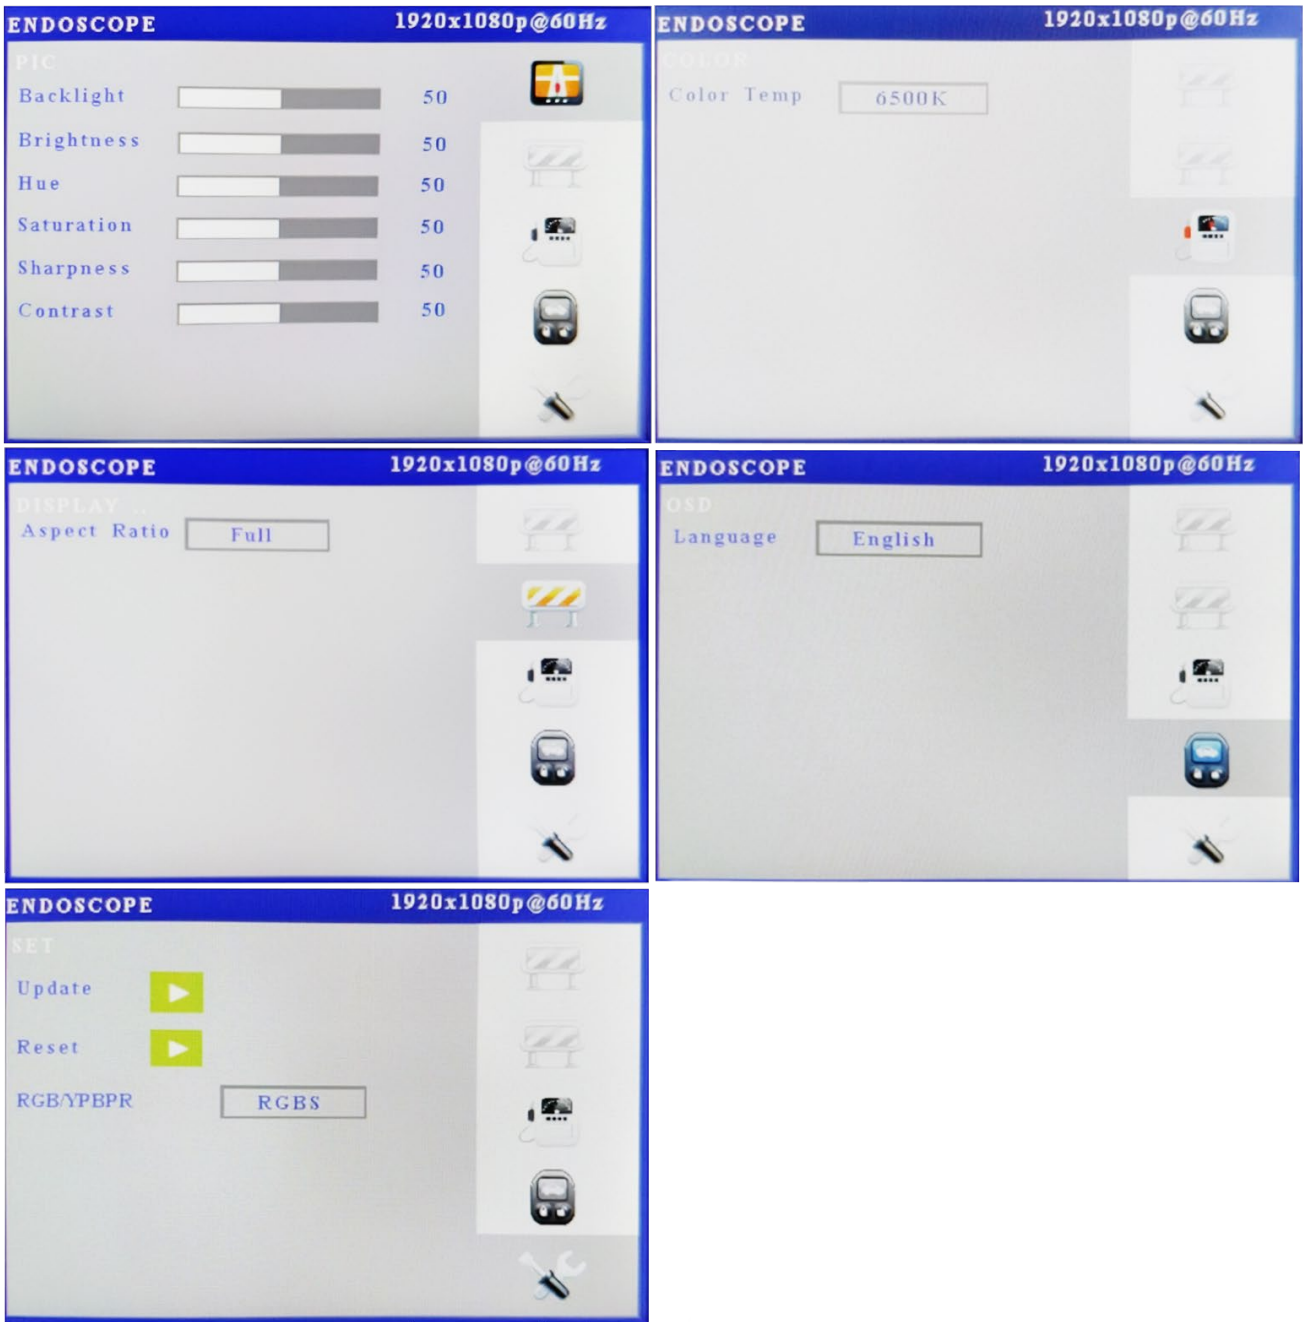 ENDOSCOPE 1920x1080p@60Hz
PIC
Backlight 50
Brightness 50
Hue 50
Saturation 50
Sharpness 50
Contrast 50
ENDOSCOPE 1920x1080p@60Hz
COLOR
Color Temp 6500K
ENDOSCOPE 1920x1080p@60Hz
DISPLAY ..
Aspect Ratio Full
ENDOSCOPE 1920x1080p@60Hz
OSD
Language English
ENDOSCOPE 1920x1080p@60Hz
SET
Update
Reset
RGB/YPBPR RGBS